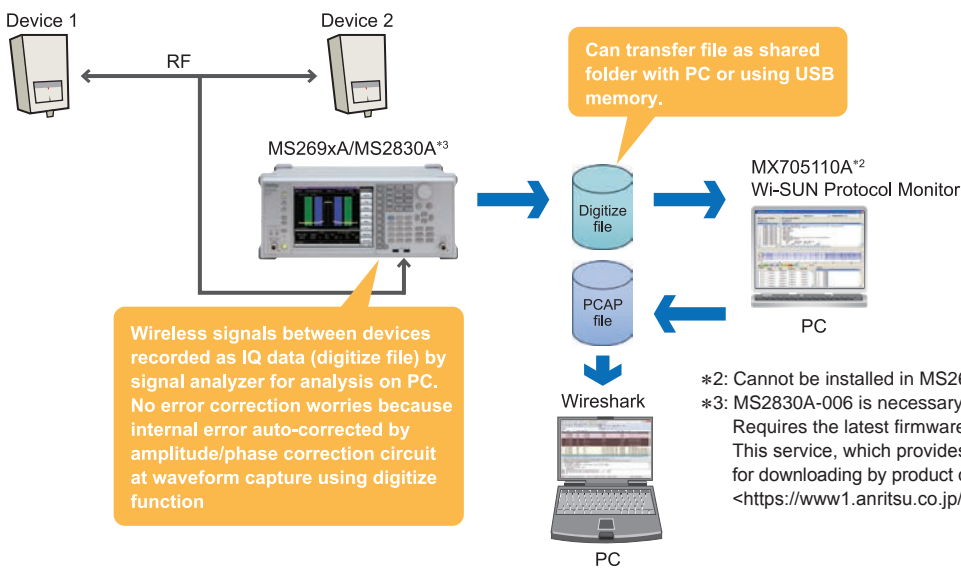 Device 1
Device 2
RF
Can transfer file as shared
folder with PC or using USB
memory.
MS269xA/MS2830A*3
MX705110A*2
Wi-SUN Protocol Monitor
Digitize
file
PCAP
file
PC
Wireless signals between devices
recorded as IQ data (digitize file) by
signal analyzer for analysis on PC.
No error correction worries because
internal error auto-corrected by
amplitude/phase correction circuit
at waveform capture using digitize
function
Wireshark
PC
*2: Cannot be installed in MS26
*3: MS2830A-006 is necessary
Requires the latest firmware
This service, which provides
for downloading by product
<https://www1.anritsu.co.jp/